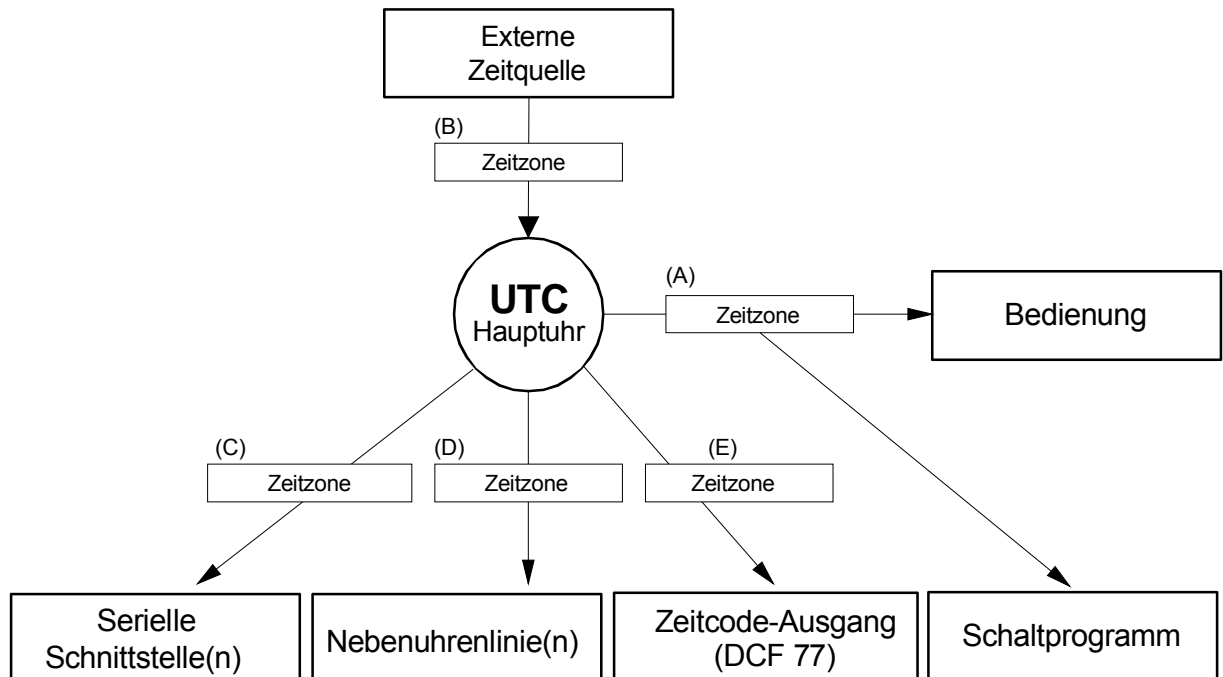 Externe
Zeitquelle
(B)
Zeitzone
UTC
Hauptuhr
(A)
Zeitzone
Bedienung
(C)
Zeitzone
(D)
Zeitzone
(E)
Zeitzone
Serielle
Schnittstelle(n)
Nebenuhrenlinie(n)
Zeitcode-Ausgang
(DCF 77)
Schaltprogramm